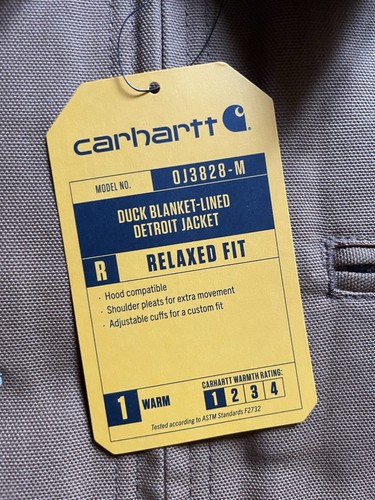 carhartt
MODEL NO. OJ3828-M
DUCK BLANKET-LINED
DETROIT JACKET
R RELAXED FIT
· Hood compatible
· Shoulder pleats for extra movement
· Adjustable cuffs for a custom fit
1 WARM
CARHARTT WARMTH RATING:
1 2 3 4
Tested according to ASTM Standards F2732